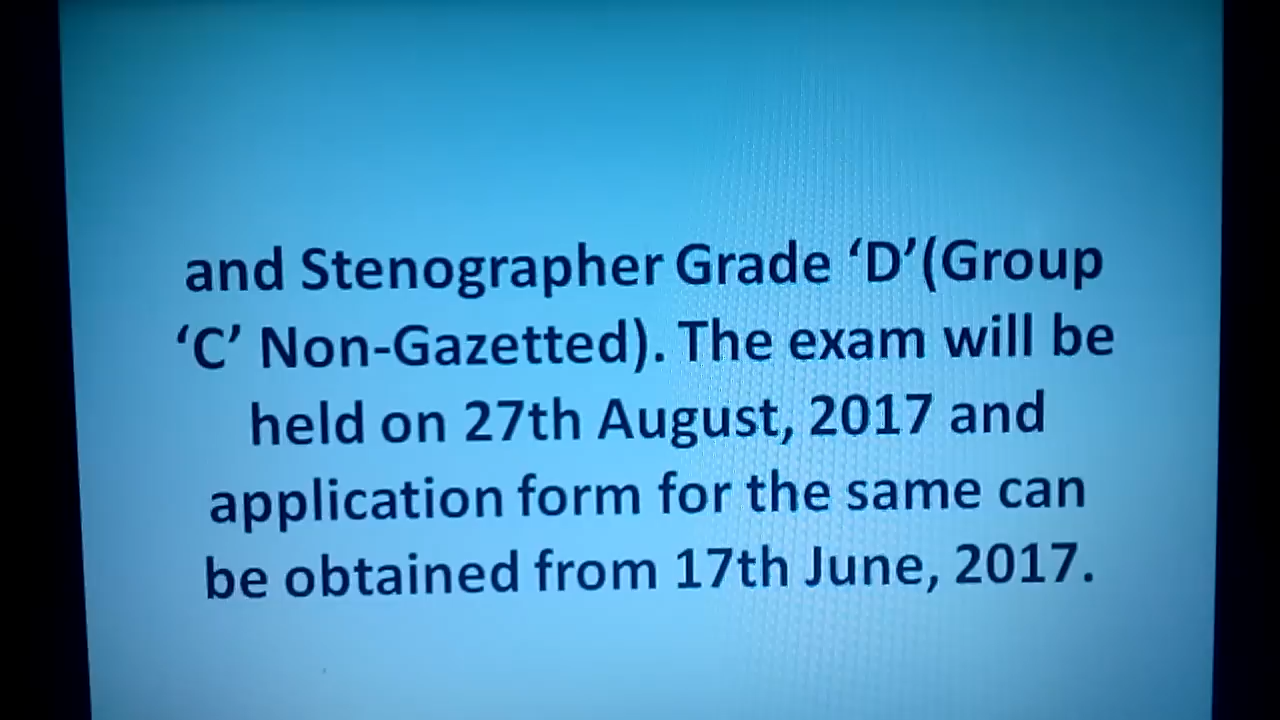 and Stenographer Grade ‘D’(Group
‘C’ Non-Gazetted). The exam will be
held on 27th August, 2017 and
application form for the same can
be obtained from 17th June, 2017.